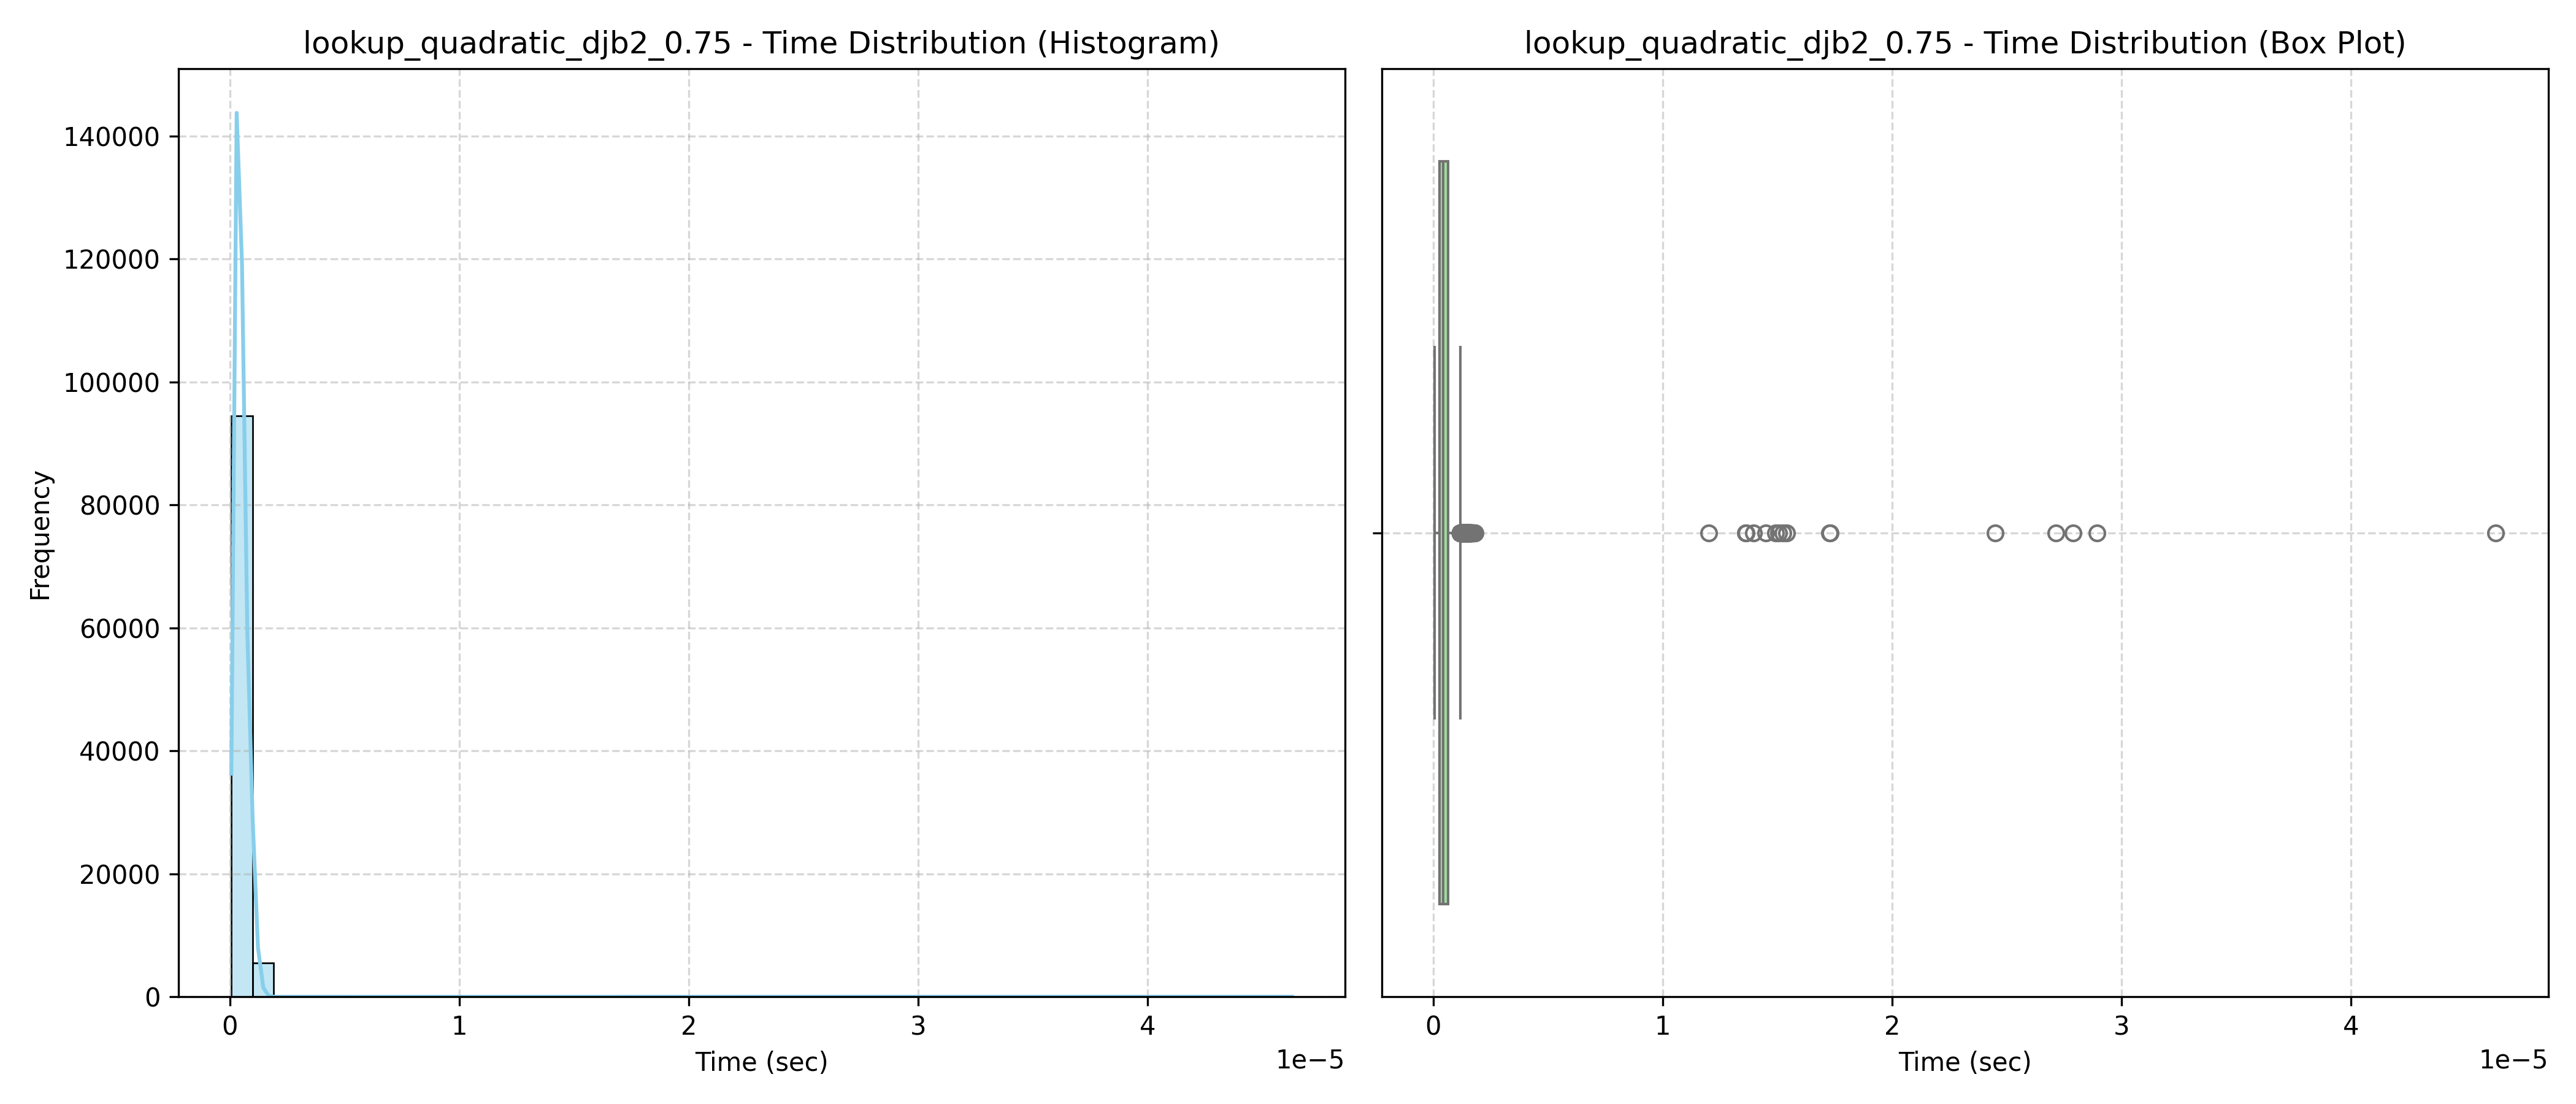 lookup_quadratic_djb2_0.75 - Time Distribution (Histogram)
140000
120000
100000
80000
60000
40000
20000
0
Frequency
0 1 2 3 4
Time (sec)
1e−5
lookup_quadratic_djb2_0.75 - Time Distribution (Box Plot)
0 1 2 3 4
Time (sec)
1e−5